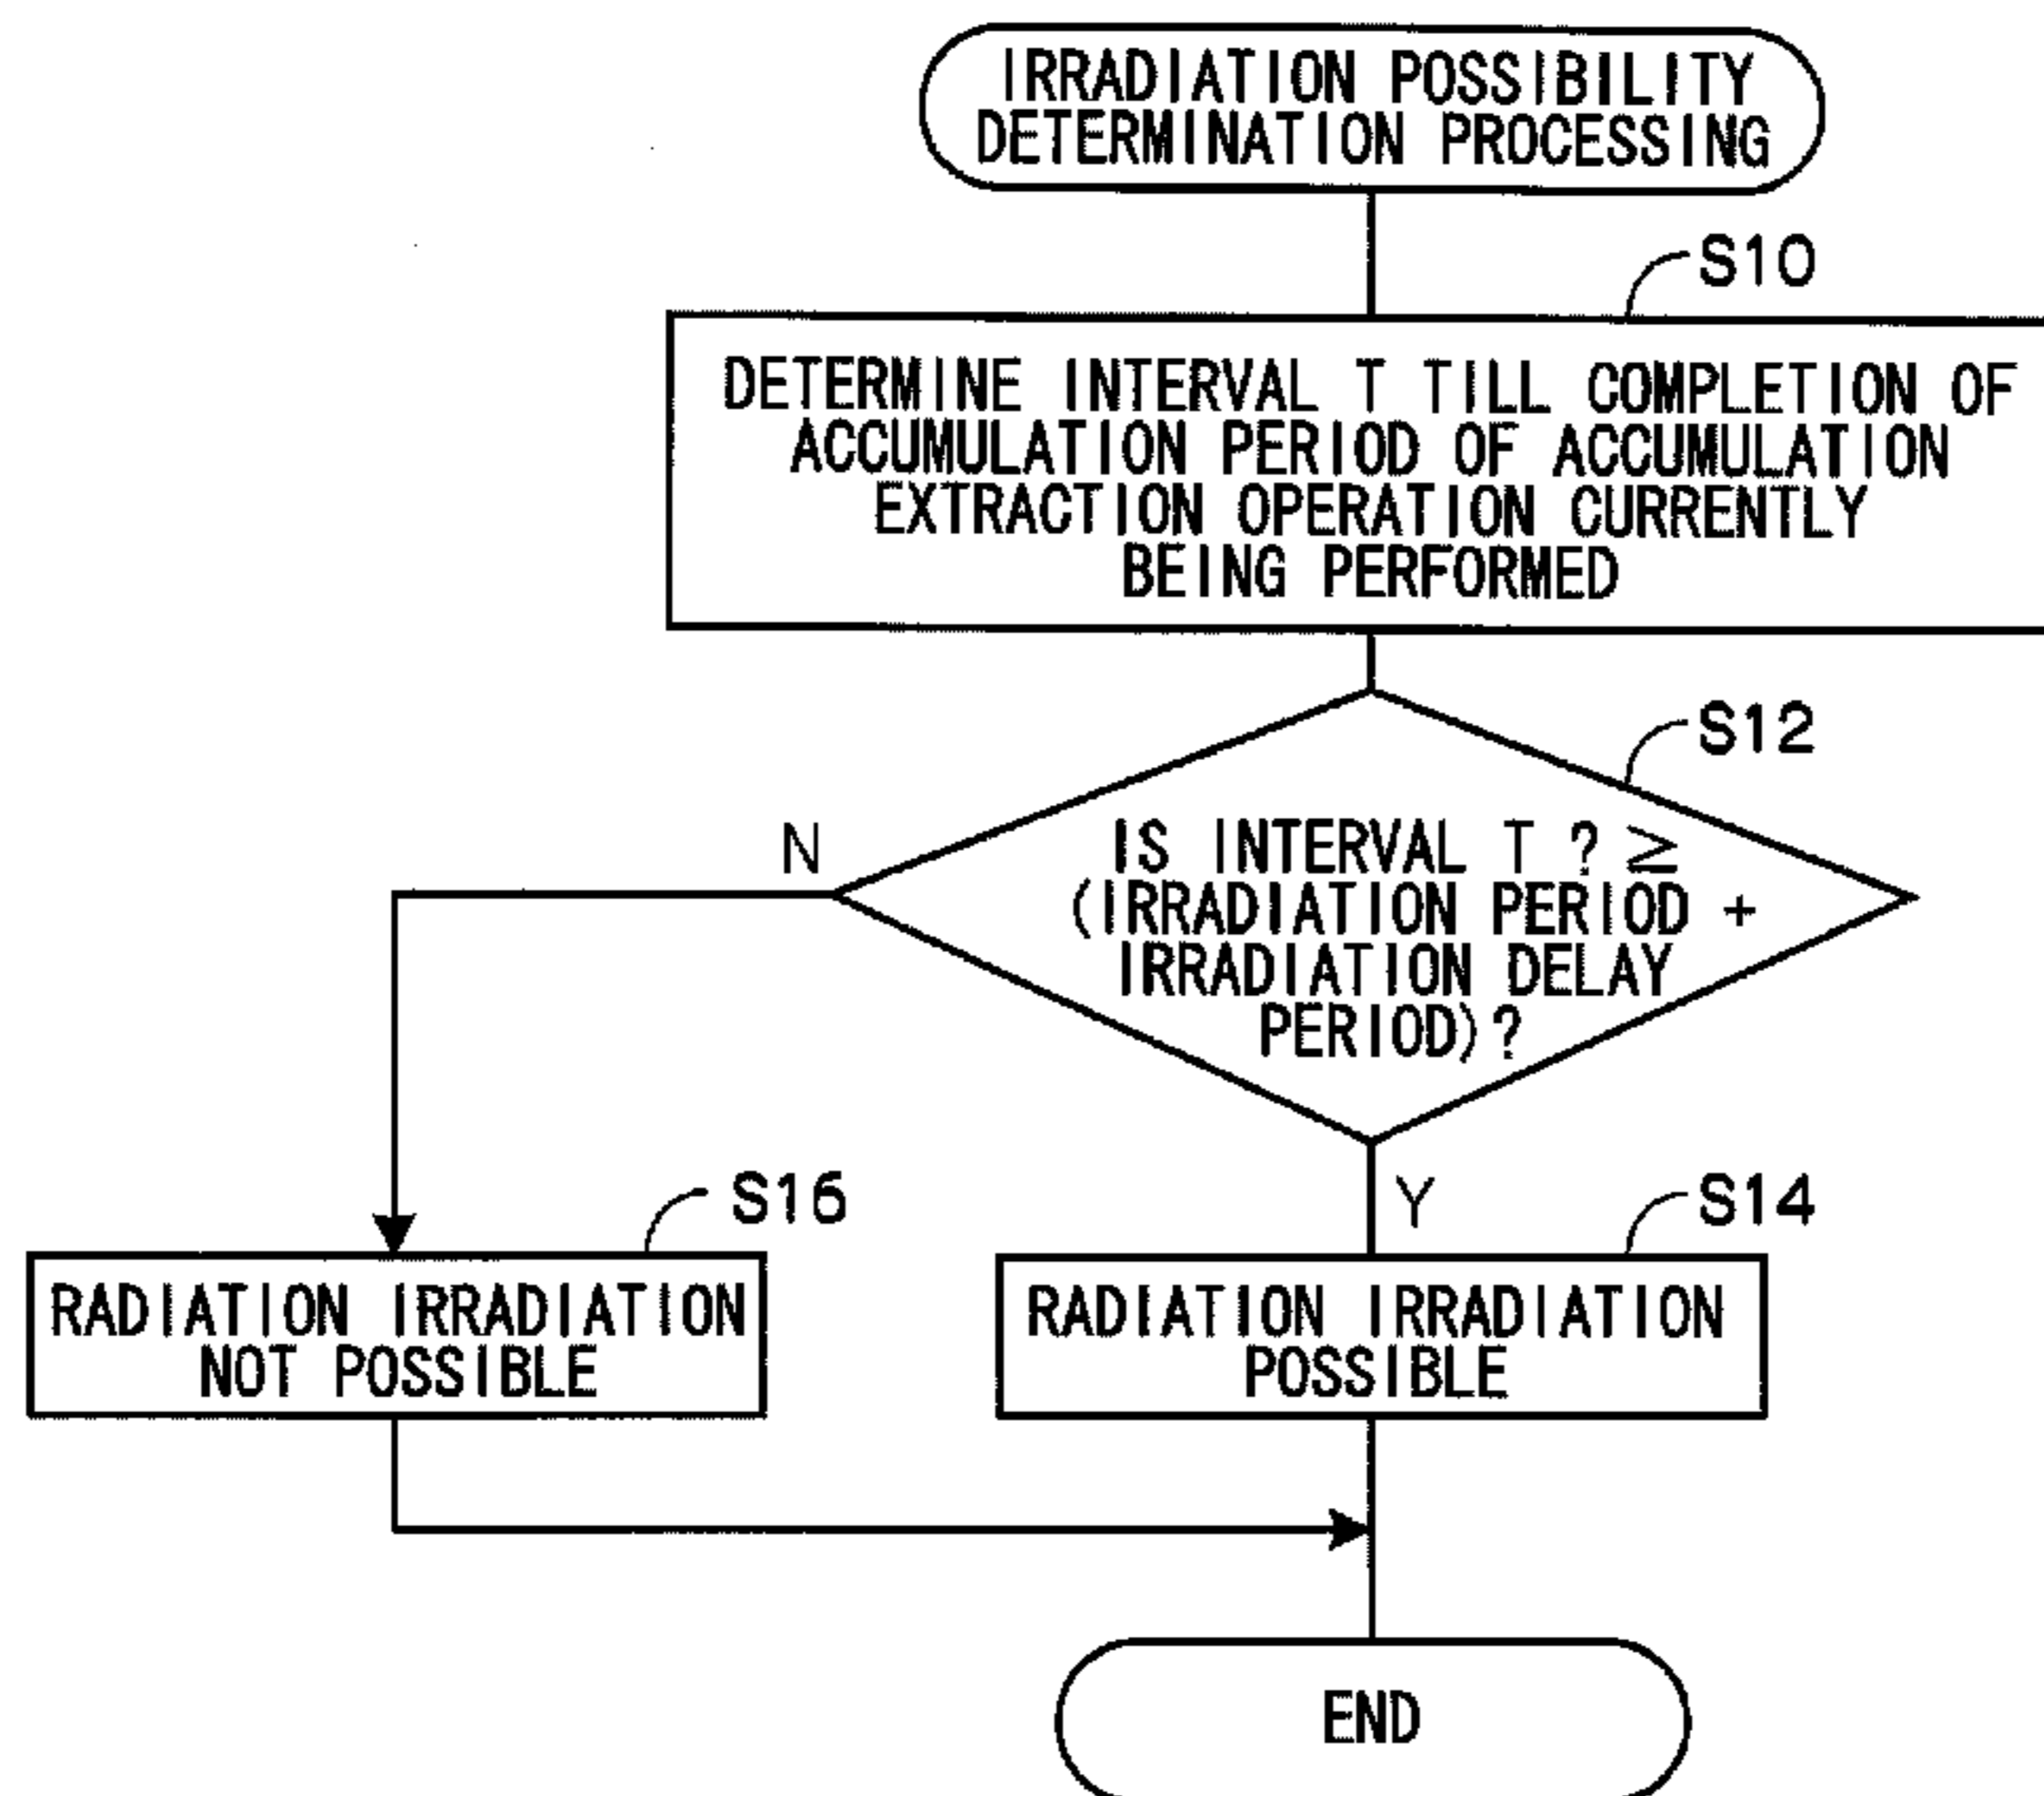 IRRADIATION POSSIBILITY
DETERMINATION PROCESSING
S10
DETERMINE INTERVAL T TILL COMPLETION OF
ACCUMULATION PERIOD OF ACCUMULATION
EXTRACTION OPERATION CURRENTLY
BEING PERFORMED
S12
N
IS INTERVAL T ? ≥
(IRRADIATION PERIOD +
IRRADIATION DELAY
PERIOD)?
Y
S16
S14
RADIATION IRRADIATION
NOT POSSIBLE
RADIATION IRRADIATION
POSSIBLE
END